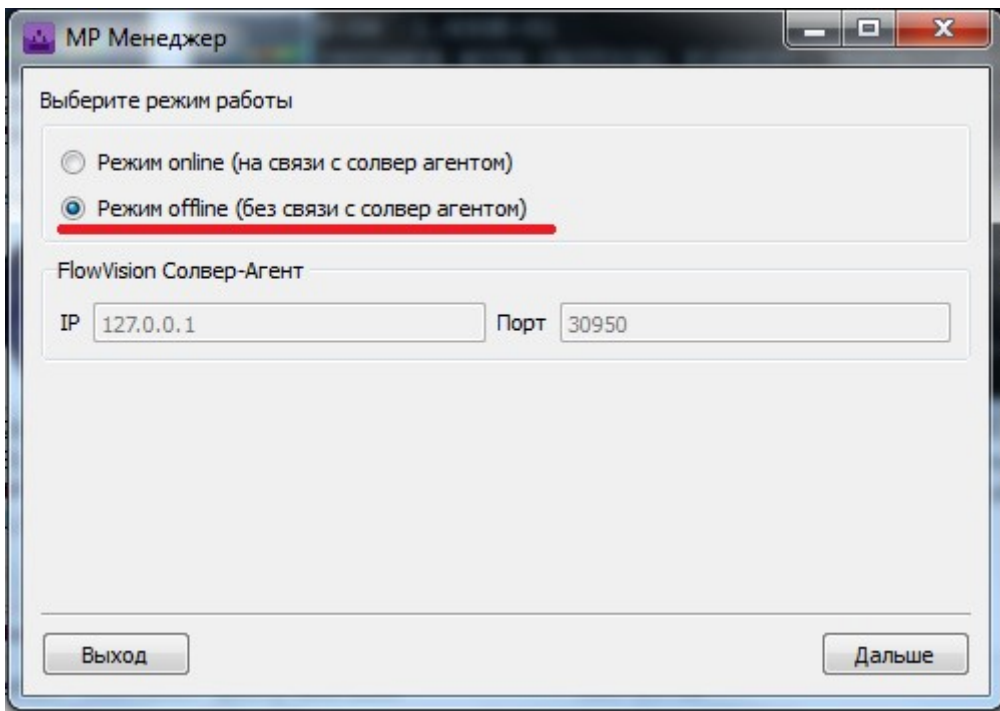 МР Менеджер
Выберите режим работы
Режим online (на связи с солвер агентом)
Режим offline (без связи с солвер агентом)
FlowVision Солвер-Агент
IP 127.0.0.1 Порт 30950
Выход Дальше